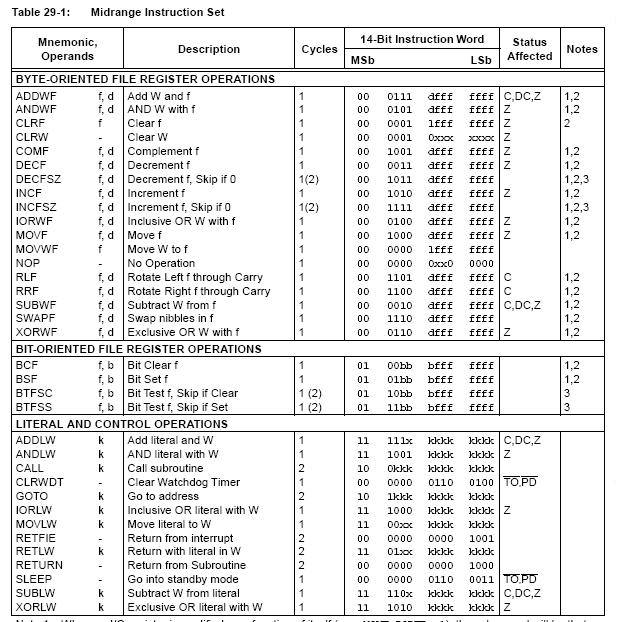 Table 29-1: Midrange Instruction Set
Mnemonic, Operands Description Cycles 14-Bit Instruction Word Status Affected Notes
MSb LSb
BYTE-ORIENTED FILE REGISTER OPERATIONS
ADDWF f, d Add W and f 1 00 0111 dfff ffff C,DC,Z 1,2
ANDWF f, d AND W with f 1 00 0101 dfff ffff Z 1,2
CLRF f Clear f 1 00 0001 1fff ffff Z 2
CLRW - Clear W 1 00 0001 0xxx xxxx Z
COMF f, d Complement f 1 00 1001 dfff ffff Z 1,2
DECF f, d Decrement f 1 00 0011 dfff ffff Z 1,2
DECFSZ f, d Decrement f, Skip if 0 1(2) 00 1011 dfff ffff 1,2,3
INCF f, d Increment f 1 00 1010 dfff ffff Z 1,2
INCFSZ f, d Increment f, Skip if 0 1(2) 00 1111 dfff ffff 1,2,3
IORWF f, d Inclusive OR W with f 1 00 0100 dfff ffff Z 1,2
MOVF f, d Move f 1 00 1000 dfff ffff Z 1,2
MOVWF f Move W to f 1 00 0000 1fff ffff
NOP - No Operation 1 00 0000 0xx0 0000
RLF f, d Rotate Left f through Carry 1 00 1101 dfff ffff C 1,2
RRF f, d Rotate Right f through Carry 1 00 1100 dfff ffff C 1,2
SUBWF f, d Subtract W from f 1 00 0010 dfff ffff C,DC,Z 1,2
SWAPF f, d Swap nibbles in f 1 00 1110 dfff ffff 1,2
XORWF f, d Exclusive OR W with f 1 00 0110 dfff ffff Z 1,2
BIT-ORIENTED FILE REGISTER OPERATIONS
BCF f, b Bit Clear f 1 01 00bb bfff ffff 1,2
BSF f, b Bit Set f 1 01 01bb bfff ffff 1,2
BTFSC f, b Bit Test f, Skip if Clear 1 (2) 01 10bb bfff ffff 3
BTFSS f, b Bit Test f, Skip if Set 1 (2) 01 11bb bfff ffff 3
LITERAL AND CONTROL OPERATIONS
ADDLW k Add literal and W 1 11 111x kkkk kkkk C,DC,Z
ANDLW k AND literal with W 1 11 1001 kkkk kkkk Z
CALL k Call subroutine 2 10 0kkk kkkk kkkk
CLRWDT - Clear Watchdog Timer 1 00 0000 0110 0100 TO,PD
GOTO k Go to address 2 10 1kkk kkkk kkkk
IORLW k Inclusive OR literal with W 1 11 1000 kkkk kkkk Z
MOVLW k Move literal to W 1 11 00xx kkkk kkkk
RETFIE - Return from interrupt 2 00 0000 0000 1001
RETLW k Return with literal in W 2 11 01xx kkkk kkkk
RETURN - Return from Subroutine 2 00 0000 0000 1000
SLEEP - Go into standby mode 1 00 0000 0110 0011 TO,PD
SUBLW k Subtract W from literal 1 11 110x kkkk kkkk C,DC,Z
XORLW k Exclusive OR literal with W 1 11 1010 kkkk kkkk Z